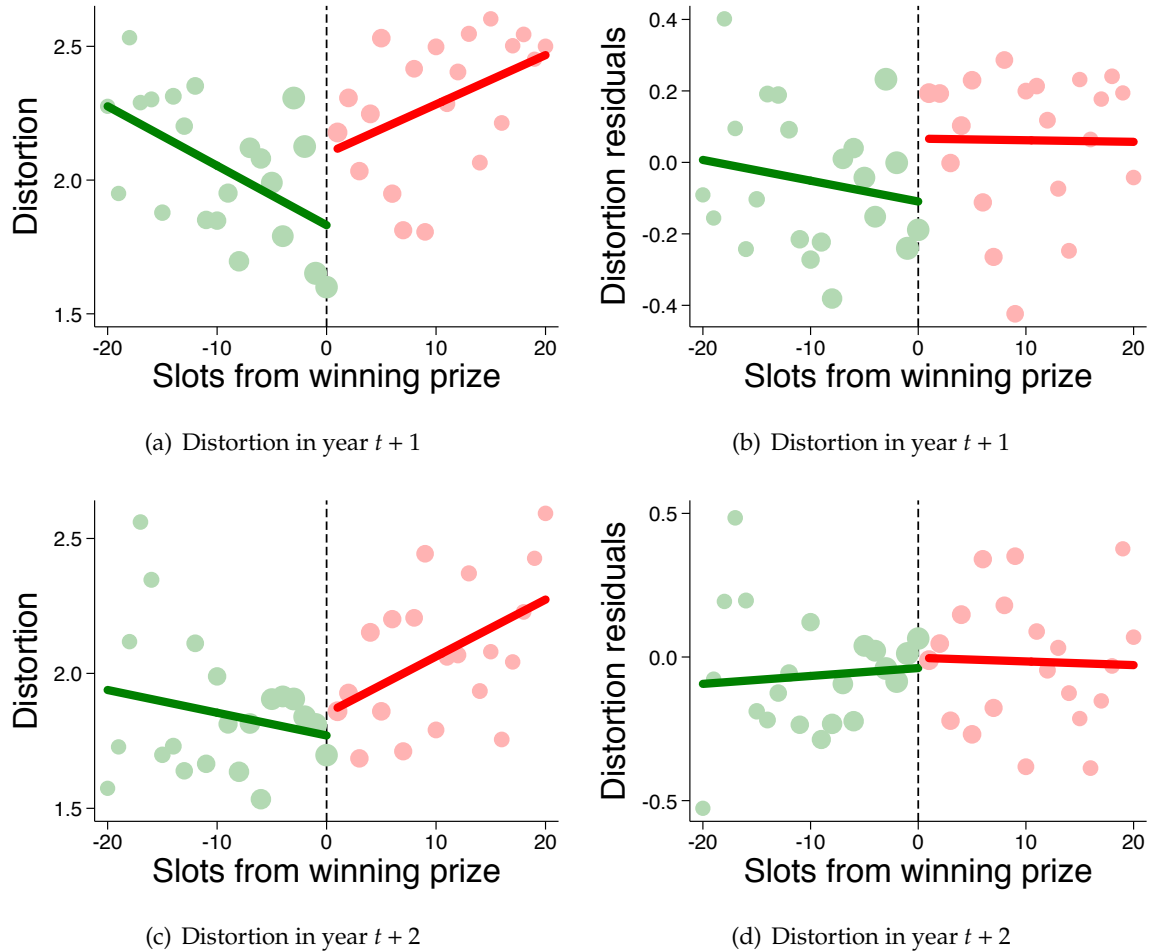 Distortion
2.5
2.0
1.5
-20 -10 0 10 20
Slots from winning prize
(a) Distortion in year t + 1
Distortion residuals
0.4
0.2
0.0
-0.2
-0.4
-20 -10 0 10 20
Slots from winning prize
(b) Distortion in year t + 1
Distortion
2.5
2.0
1.5
-20 -10 0 10 20
Slots from winning prize
(c) Distortion in year t + 2
Distortion residuals
0.5
0.0
-0.5
-20 -10 0 10 20
Slots from winning prize
(d) Distortion in year t + 2